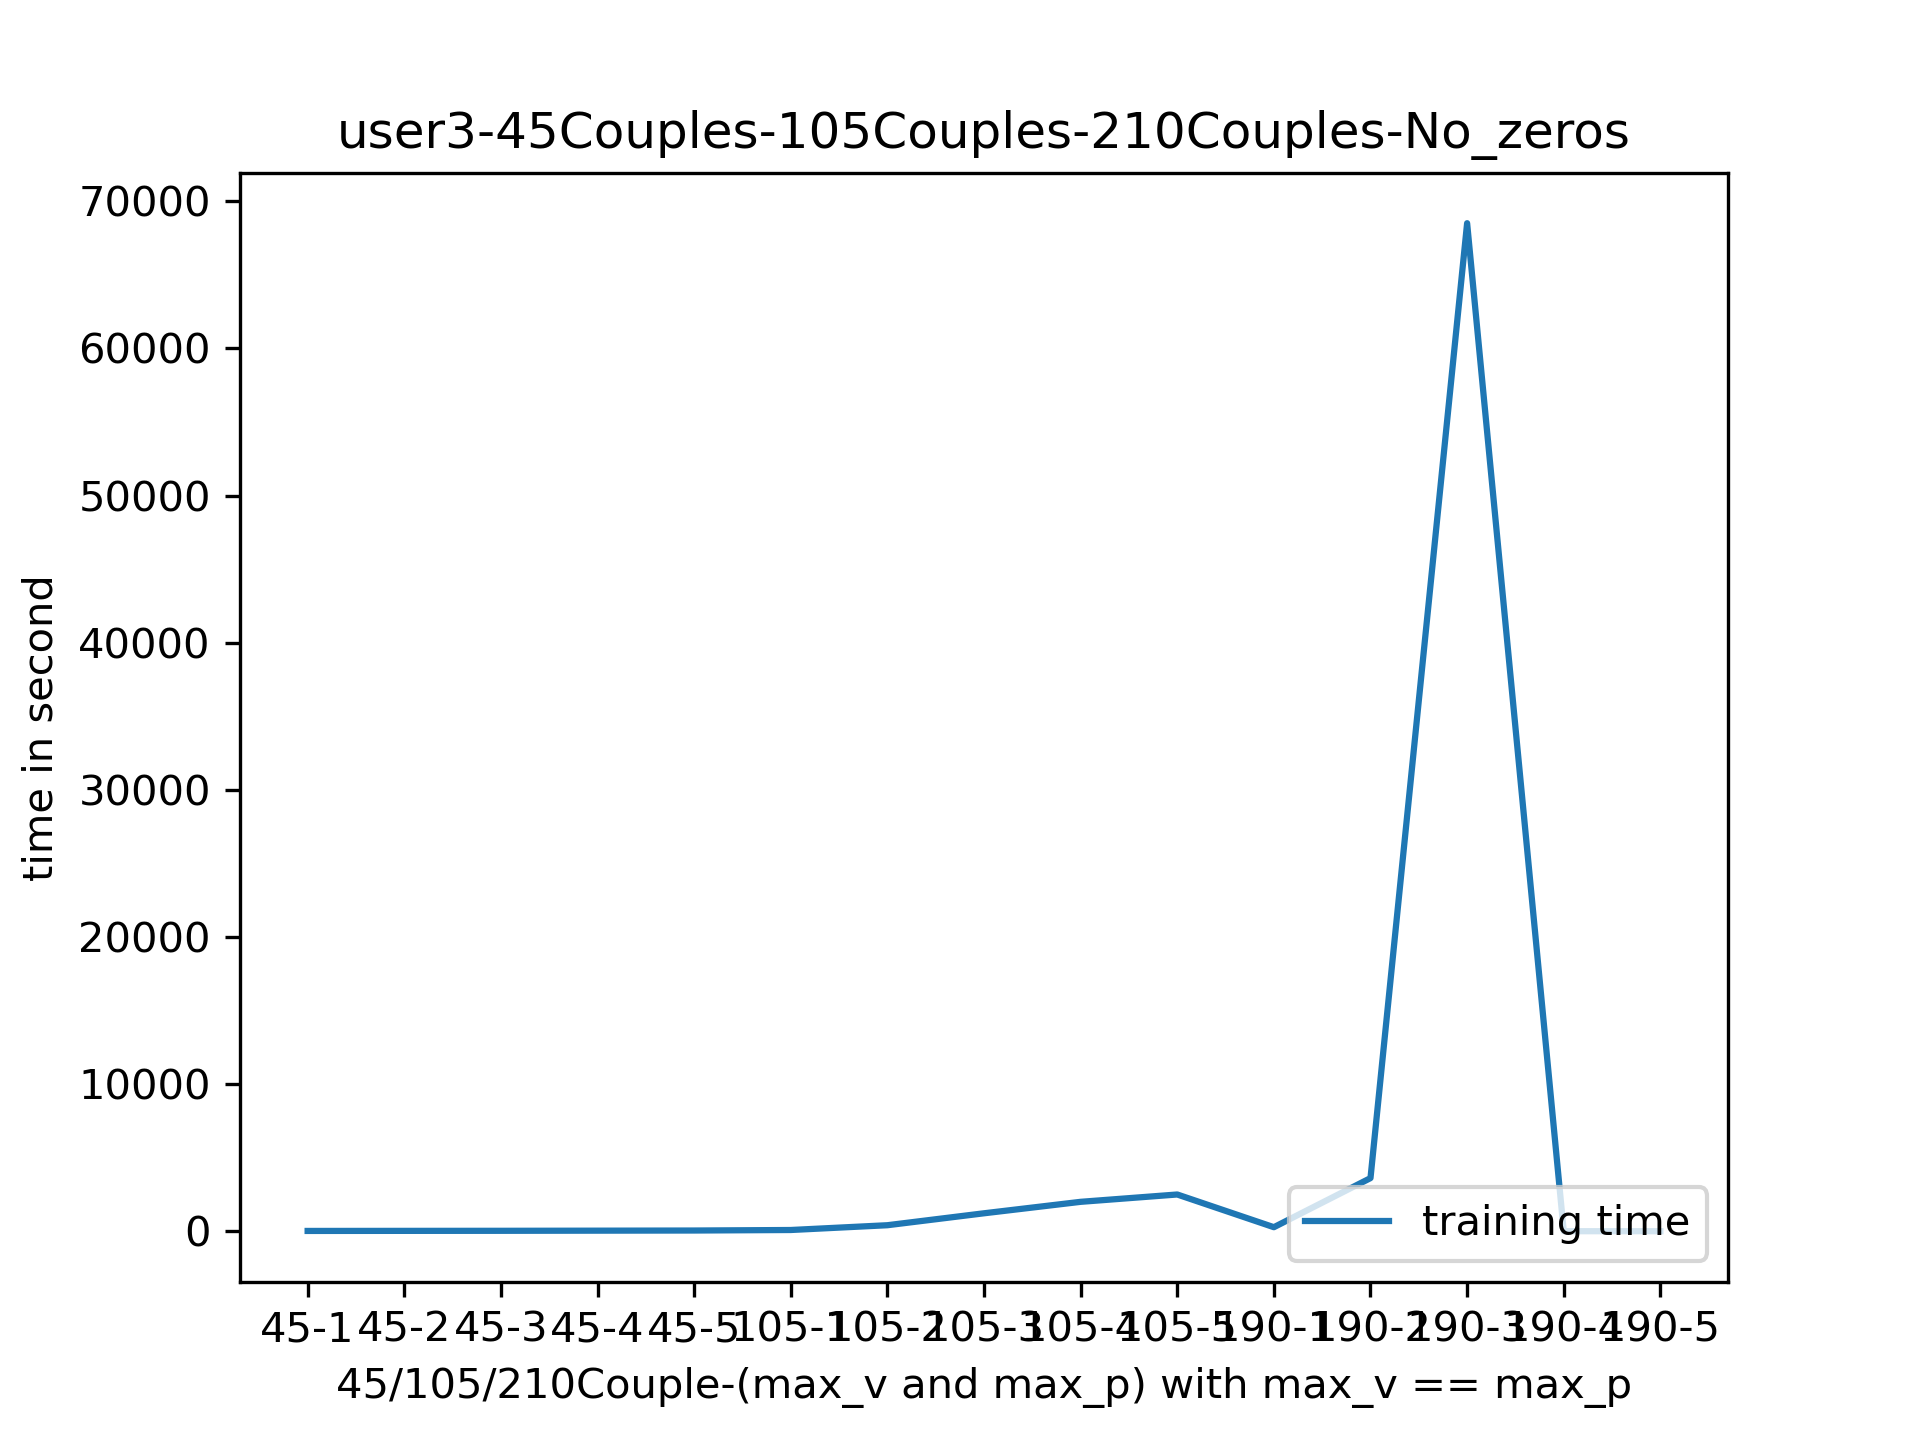 user3-45Couples-105Couples-210Couples-No_zeros
70000
60000
50000
40000
30000
20000
10000
0
time in second
training time
45-1 45-2 45-3 45-4 45-5 105-1 105-2 105-3 105-4 105-5 190-1 190-2 190-3 190-4 190-5
45/105/210Couple-(max_v and max_p) with max_v == max_p